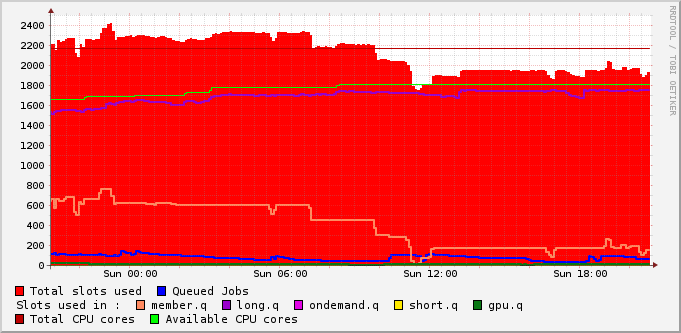 RRDTOOL / TOBI OETIKER
2400
2200
2000
1800
1600
1400
1200
1000
800
600
400
200
0
Sun 00:00 Sun 06:00 Sun 12:00 Sun 18:00
Total slots used Queued Jobs
Slots used in : member.q long.q ondemand.q short.q gpu.q
Total CPU cores Available CPU cores